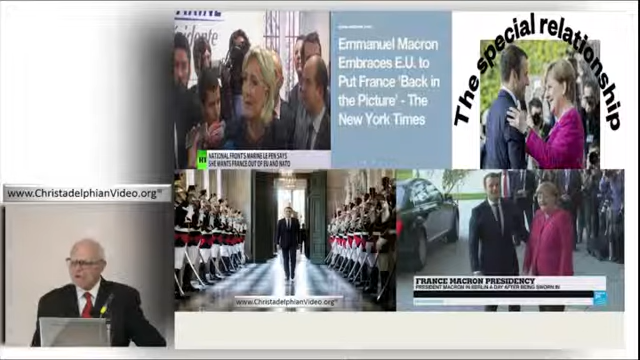 Présidente
Emmanuel Macron
Embraces E.U. to
Put France 'Back in
the Picture' - The
New York Times
The special relationship
RT
NATIONAL FRONT'S MARINE LE PEN SAYS
SHE WANTS FRANCE OUT OF EU AND NATO
www.ChristadelphianVideo.org
www.ChristadelphianVideo.org
FRANCE MACRON PRESIDENCY
PRESIDENT MACRON IN BERLIN A DAY AFTER BEING SWORN IN